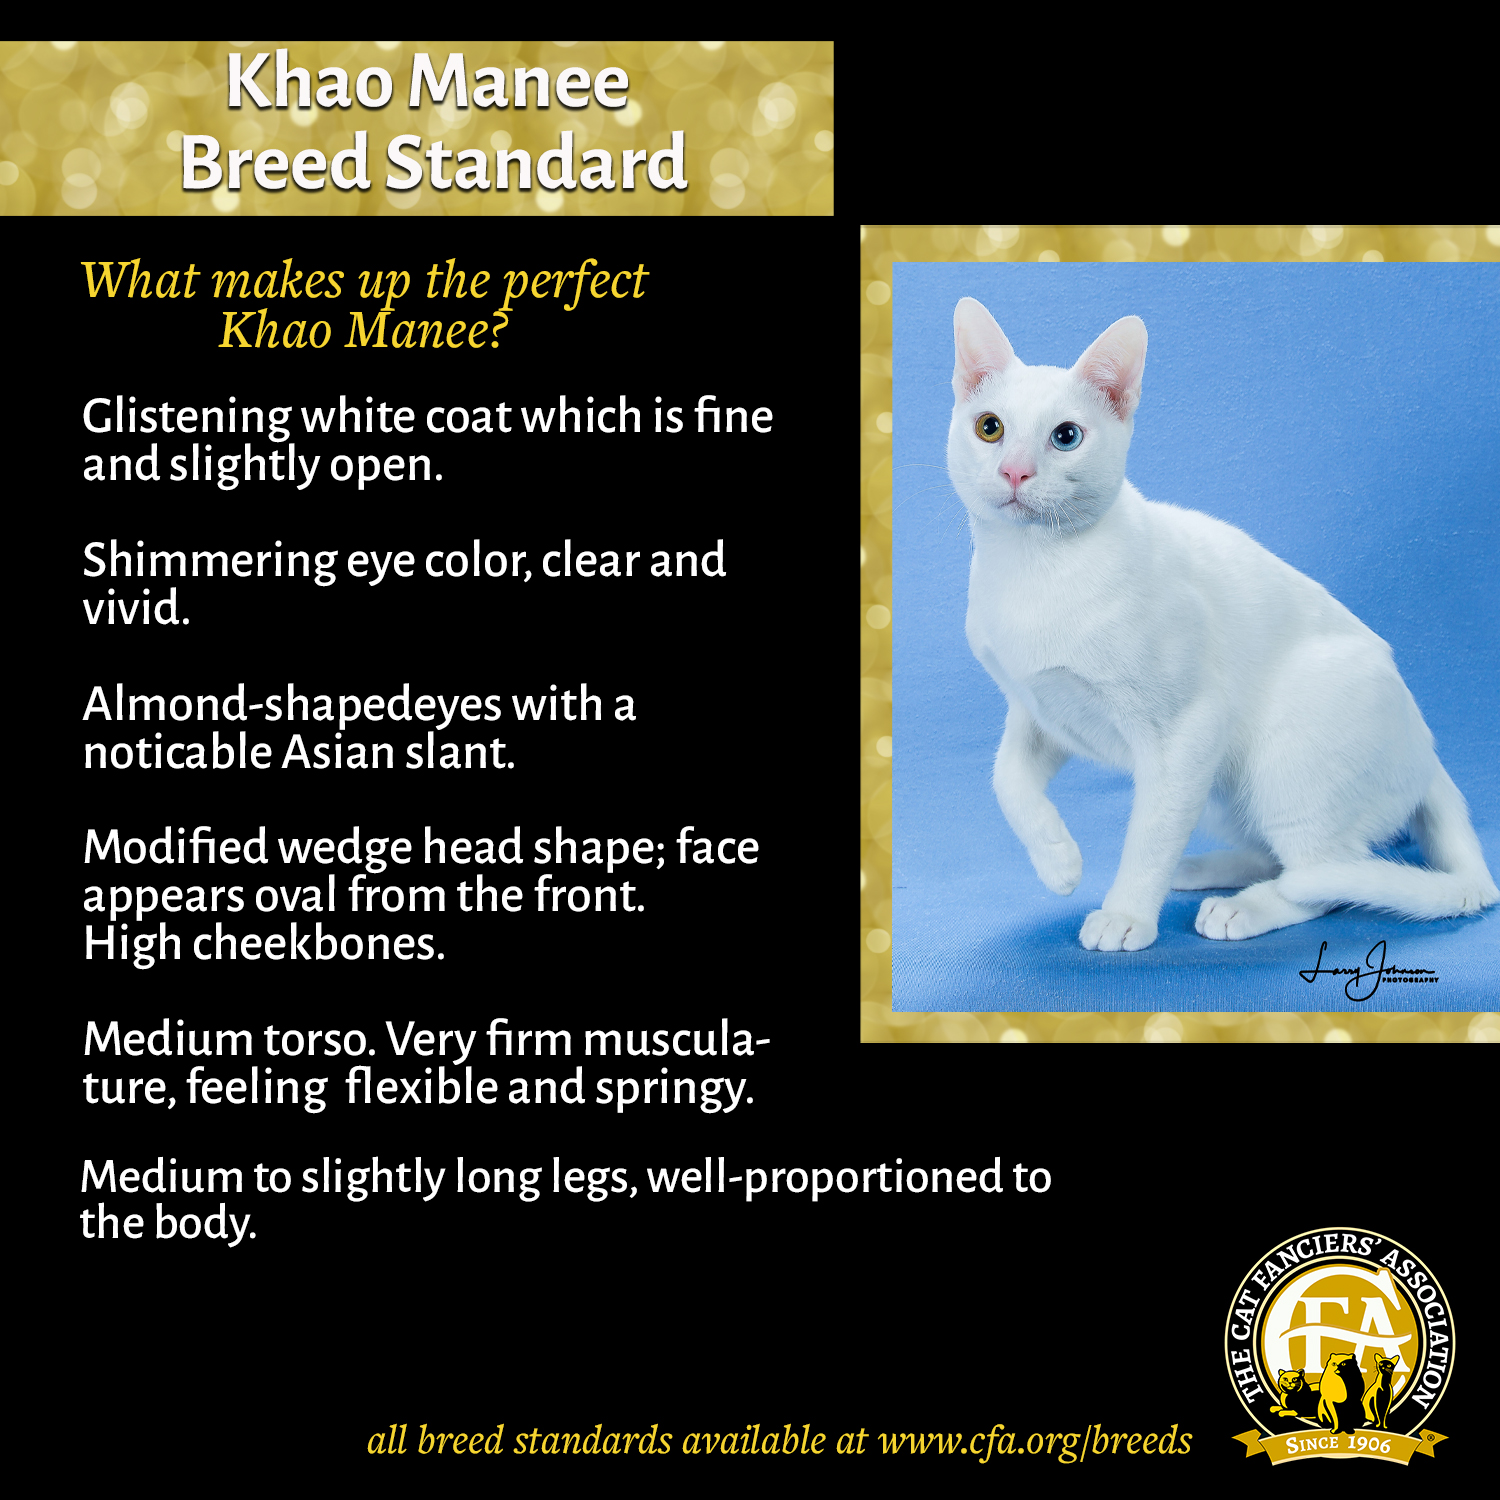 Khao Manee
Breed Standard
What makes up the perfect
Khao Manee?
Glistening white coat which is fine
and slightly open.
Shimmering eye color, clear and
vivid.
Almond-shapedeyes with a
noticable Asian slant.
Modified wedge head shape; face
appears oval from the front.
High cheekbones.
Medium torso. Very firm muscula-
ture, feeling flexible and springy.
Medium to slightly long legs, well-proportioned to
the body.
Larry Johnson
PHOTOGRAPHY
THE CAT FANCIERS' ASSOCIATION
CFA
SINCE 1906
®
all breed standards available at www.cfa.org/breeds